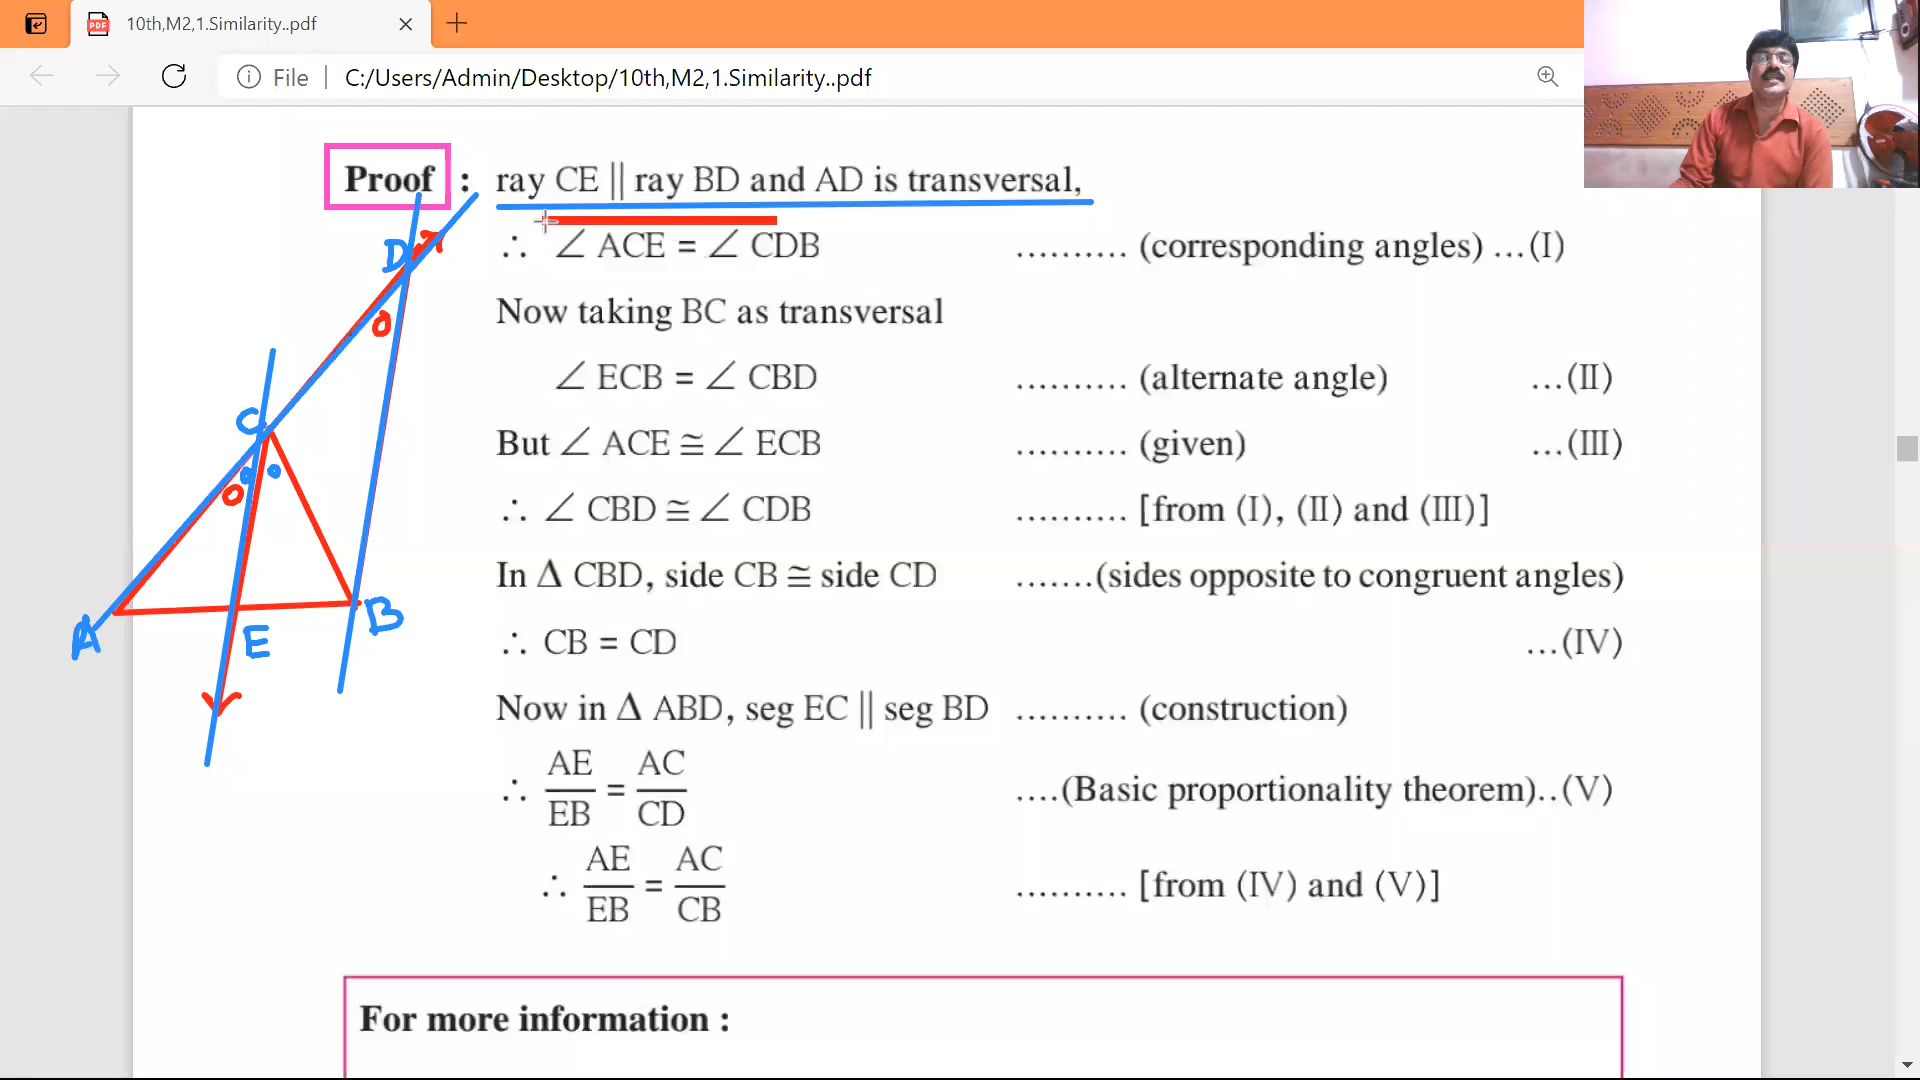 10th,M2,1.Similarity..pdf
File | C:/Users/Admin/Desktop/10th,M2,1.Similarity..pdf
Proof : ray CE || ray BD and AD is transversal,
∴ ∠ ACE = ∠ CDB .......... (corresponding angles) ...(I)
Now taking BC as transversal
∠ ECB = ∠ CBD .......... (alternate angle) ...(II)
But ∠ ACE ≅ ∠ ECB .......... (given) ...(III)
∴ ∠ CBD ≅ ∠ CDB .......... [from (I), (II) and (III)]
In Δ CBD, side CB ≅ side CD .......(sides opposite to congruent angles)
∴ CB = CD ...(IV)
Now in Δ ABD, seg EC || seg BD .......... (construction)
∴ AE/EB = AC/CD ....(Basic proportionality theorem)..(V)
∴ AE/EB = AC/CB .......... [from (IV) and (V)]
For more information :
D
C
A
E
B